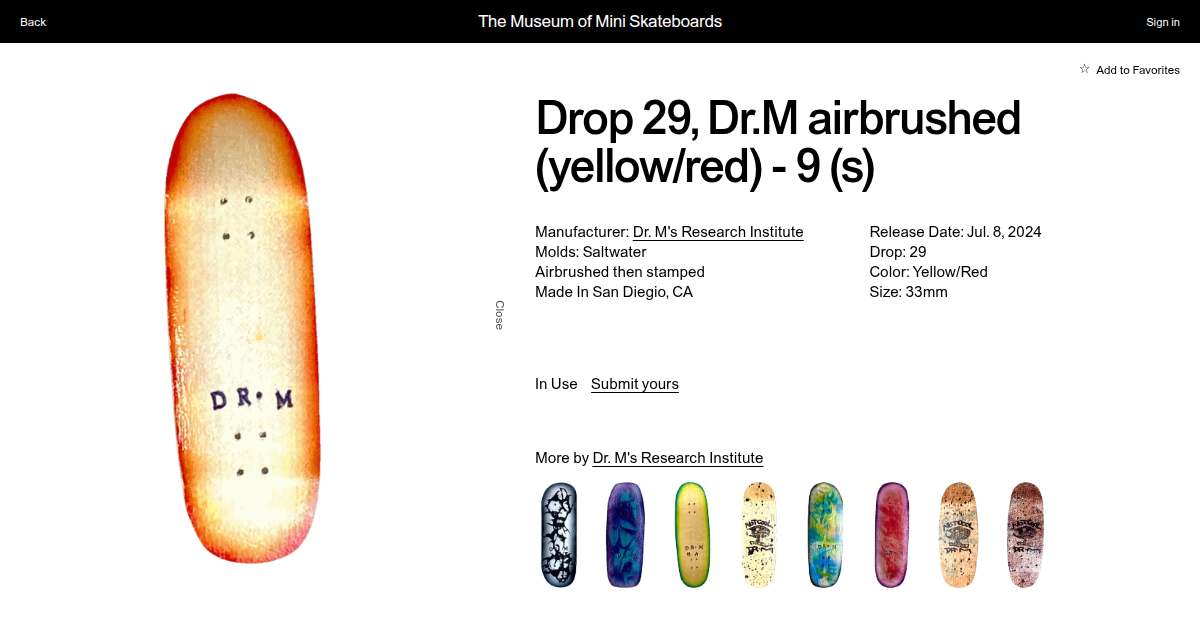 Back
The Museum of Mini Skateboards
Sign in
☆ Add to Favorites
Drop 29, Dr.M airbrushed
(yellow/red) - 9 (s)
Manufacturer: Dr. M's Research Institute
Molds: Saltwater
Airbrushed then stamped
Made In San Diegio, CA
Release Date: Jul. 8, 2024
Drop: 29
Color: Yellow/Red
Size: 33mm
Close
DR. M
In Use Submit yours
More by Dr. M's Research Institute